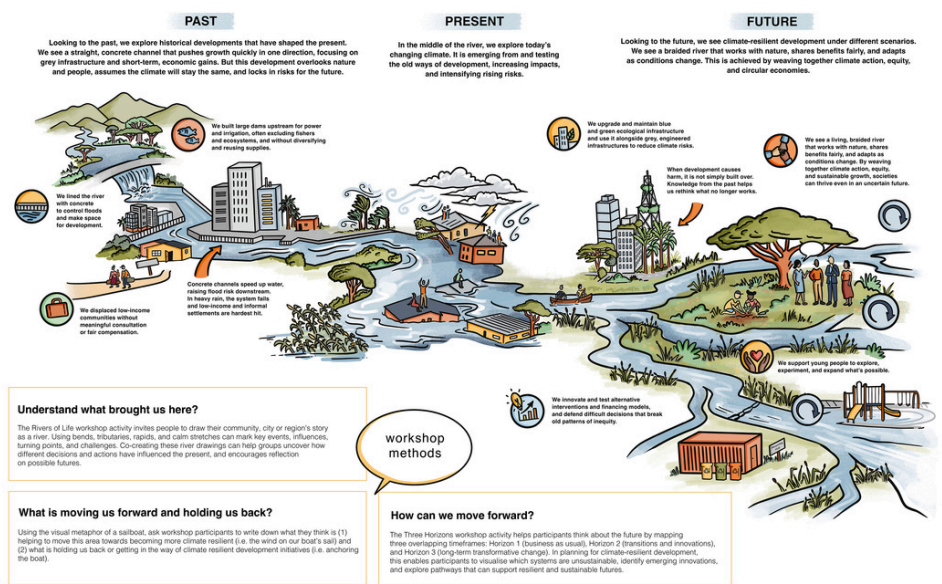 PAST
Looking to the past, we explore historical developments that have shaped the present.
We see a straight, concrete channel that pushes growth quickly in one direction, focusing on
grey infrastructure and short-term, economic gains. But this development overlooks nature
and people, assumes the climate will stay the same, and locks in risks for the future.
PRESENT
In the middle of the river, we explore today's
changing climate. It is emerging from and testing
the old ways of development, increasing impacts,
and intensifying rising risks.
FUTURE
Looking to the future, we see climate-resilient development under different scenarios.
We see a braided river that works with nature, shares benefits fairly, and adapts
as conditions change. This is achieved by weaving together climate action, equity,
and circular economies.
We built large dams upstream for power
and irrigation, often excluding fishers
and ecosystems, and without diversifying
and reusing supplies.
We lined the river
with concrete
to control floods
and make space
for development.
We displaced low-income
communities without
meaningful consultation
or fair compensation.
Concrete channels speed up water,
raising flood risk downstream.
In heavy rain, the system fails
and low-income and informal
settlements are hardest hit.
We upgrade and maintain blue
and green ecological infrastructure
and use it alongside grey, engineered
infrastructures to reduce climate risks.
When development causes
harm, it is not simply built over.
Knowledge from the past helps
us rethink what no longer works.
We see a living, braided river
that works with nature, shares
benefits fairly, and adapts as
conditions change. By weaving
together climate action, equity,
and sustainable growth, societies
can thrive even in an uncertain future.
We support young people to explore,
experiment, and expand what's possible.
We innovate and test alternative
interventions and financing models,
and defend difficult decisions that break
old patterns of inequity.
workshop
methods
Understand what brought us here?
The Rivers of Life workshop activity invites people to draw their community, city or region's story
as a river. Using bends, tributaries, rapids, and calm stretches can mark key events, influences,
turning points, and challenges. Co-creating these river drawings can help groups uncover how
different decisions and actions have influenced the present, and encourages reflection
on possible futures.
What is moving us forward and holding us back?
Using the visual metaphor of a sailboat, ask workshop participants to write down what they think is (1)
helping to move this area towards becoming more climate resilient (i.e. the wind on our boat's sail) and
(2) what is holding us back or getting in the way of climate resilient development initiatives (i.e. anchoring
the boat).
How can we move forward?
The Three Horizons workshop activity helps participants think about the future by mapping
three overlapping timeframes: Horizon 1 (business as usual), Horizon 2 (transitions and innovations),
and Horizon 3 (long-term transformative change). In planning for climate-resilient development,
this enables participants to visualise which systems are unsustainable, identify emerging innovations,
and explore pathways that can support resilient and sustainable futures.